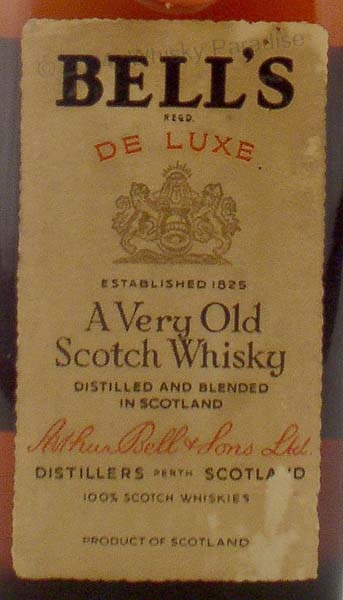 Whisky Paradise
BELL'S
REGD.
DE LUXE
ESTABLISHED 1825
A Very Old
Scotch Whisky
DISTILLED AND BLENDED
IN SCOTLAND
Arthur Bell & Sons Ltd.
DISTILLERS PERTH SCOTLAND
100% SCOTCH WHISKIES
PRODUCT OF SCOTLAND